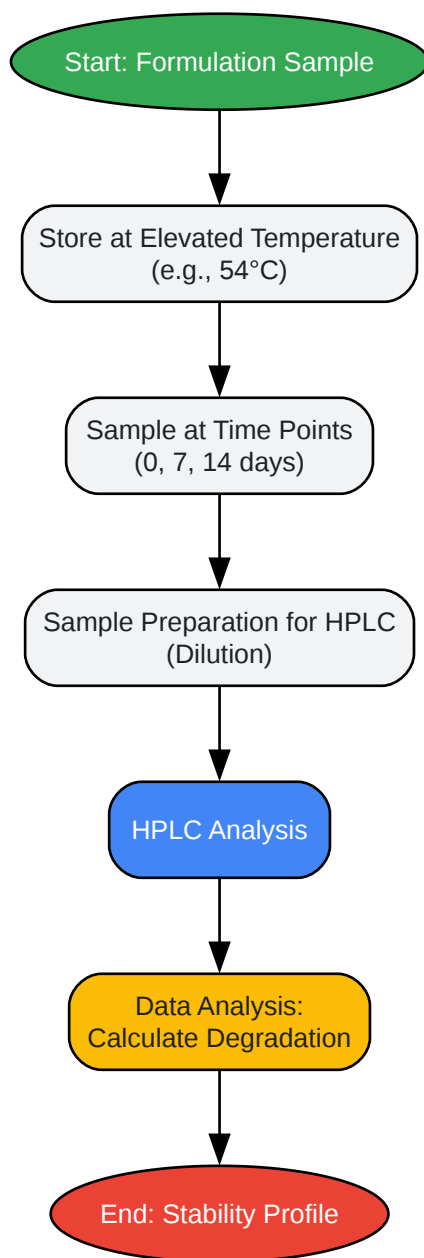 Start: Formulation Sample
Store at Elevated Temperature
(e.g., 54°C)
Sample at Time Points
(0, 7, 14 days)
Sample Preparation for HPLC
(Dilution)
HPLC Analysis
Data Analysis:
Calculate Degradation
End: Stability Profile